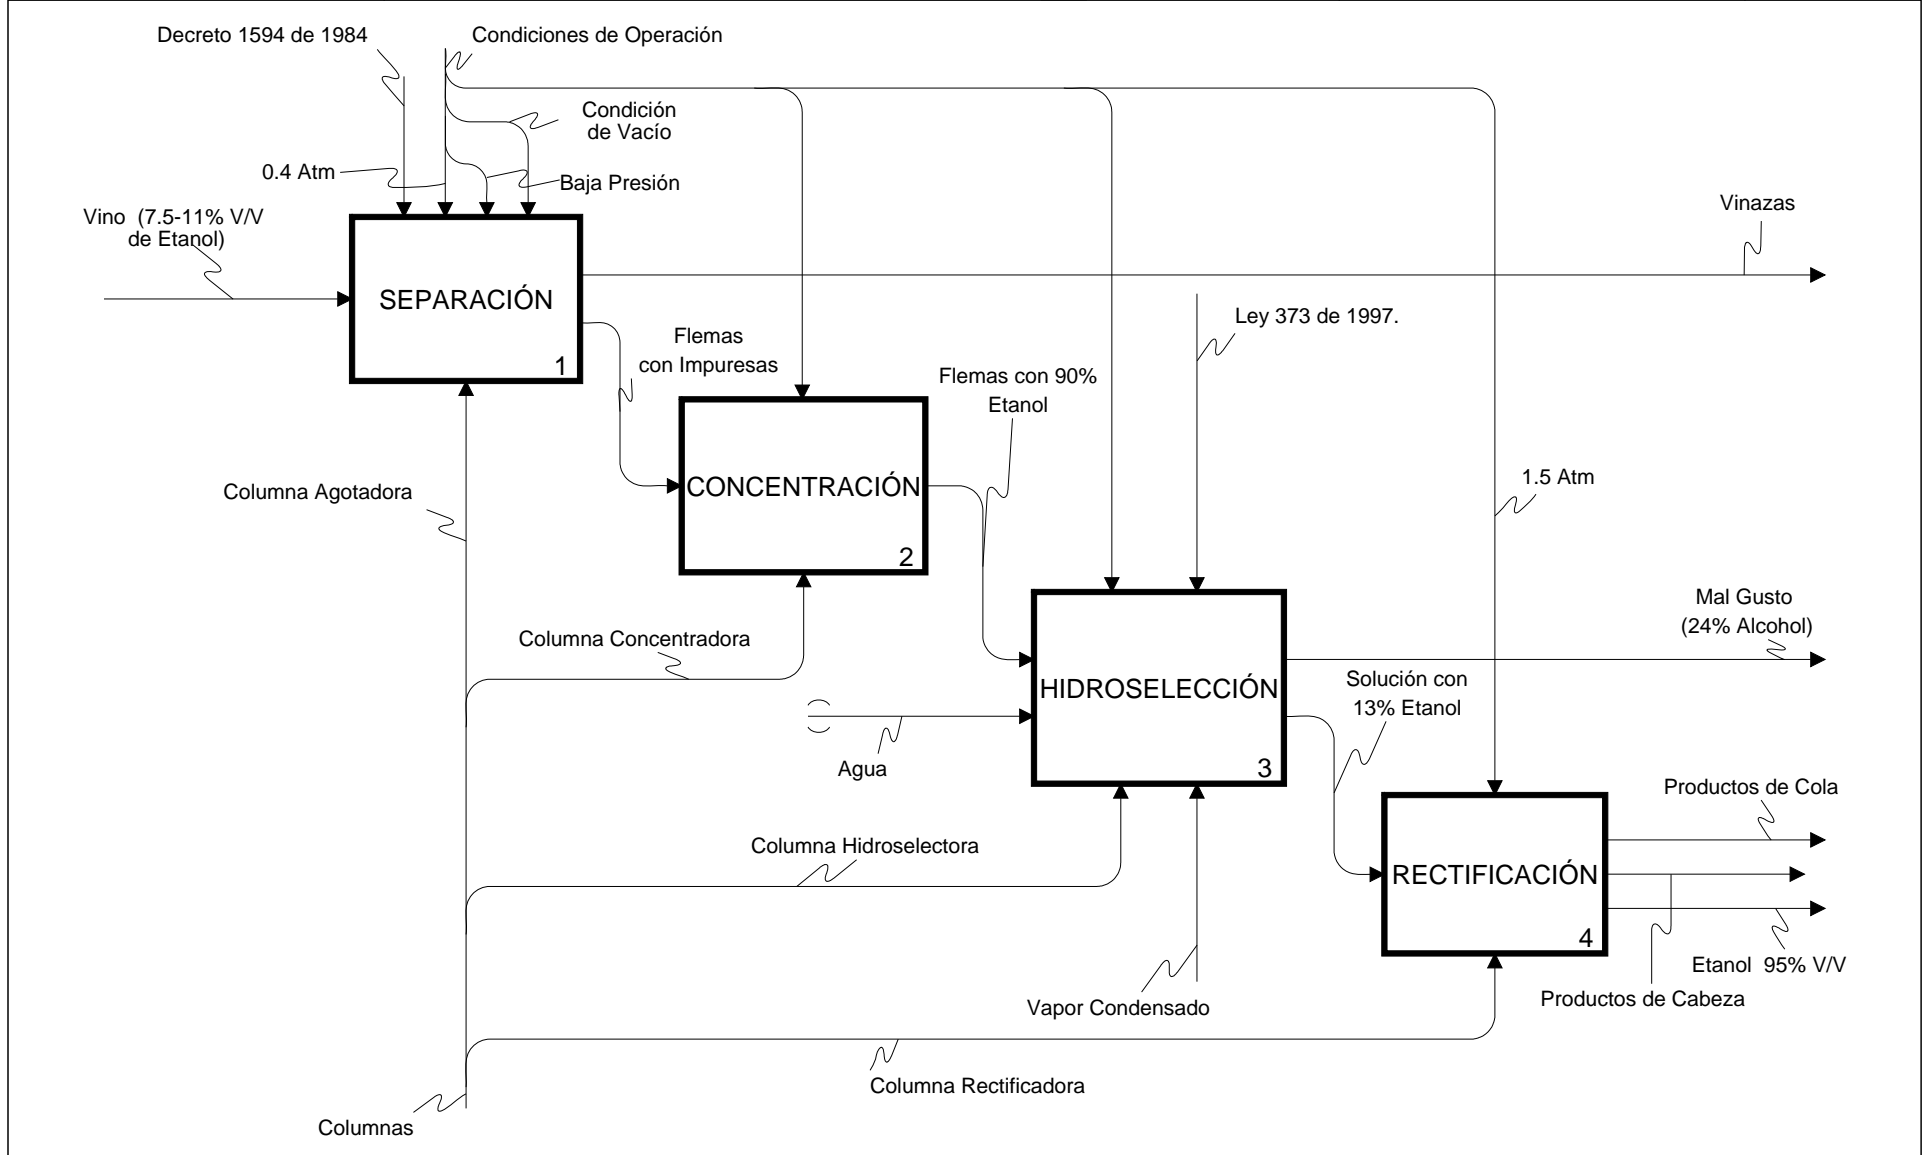 Decreto 1594 de 1984
Condiciones de Operación
Condición
de Vacío
0.4 Atm
Baja Presión
Vino (7.5-11% V/V
de Etanol)
Vinazas
SEPARACIÓN
1
Ley 373 de 1997.
Flemas
con Impuresas
Flemas con 90%
Etanol
Columna Agotadora
CONCENTRACIÓN
2
1.5 Atm
Columna Concentradora
Mal Gusto
(24% Alcohol)
HIDROSELECCIÓN
3
Solución con
13% Etanol
Agua
Productos de Cola
Columna Hidroselectora
RECTIFICACIÓN
4
Etanol 95% V/V
Productos de Cabeza
Vapor Condensado
Columna Rectificadora
Columnas